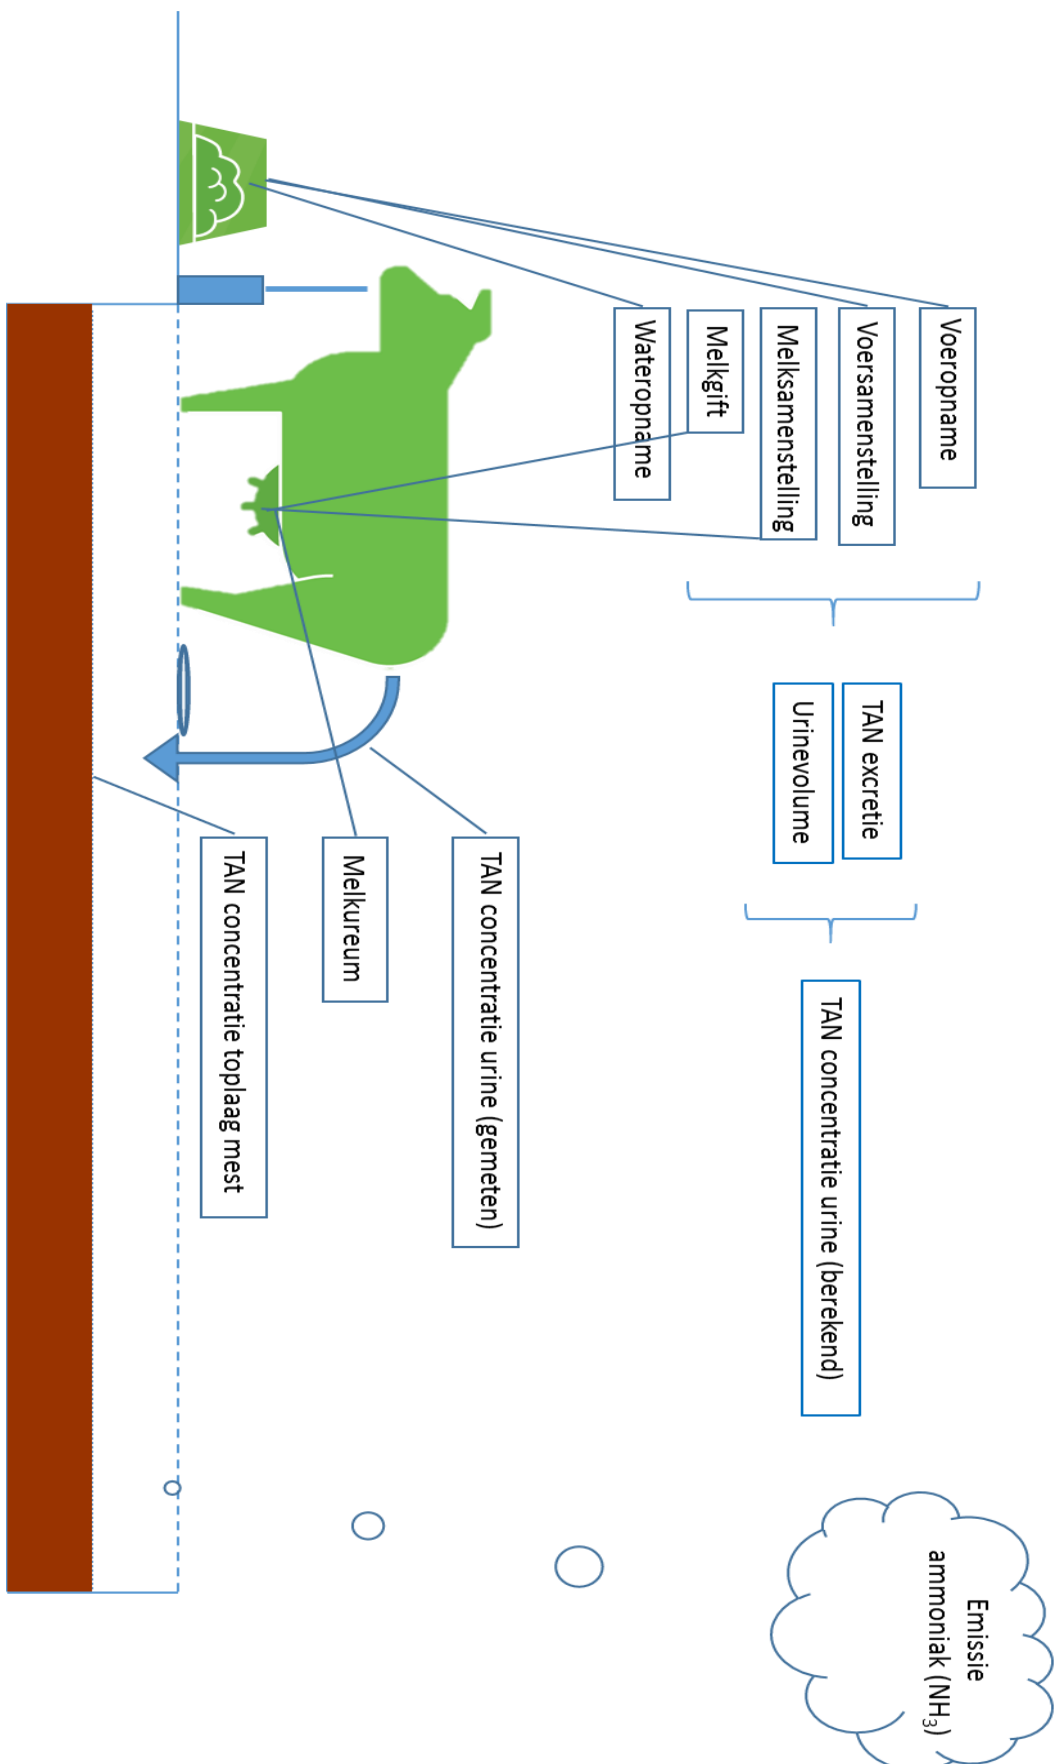 Voeropname
Voersamenstelling
Melksamenstelling
Melkgift
Wateropname
TAN excretie
Urinevolume
TAN concentratie urine (berekend)
Emissie
ammoniak (NH₃)
TAN concentratie urine (gemeten)
Melkureum
TAN concentratie toplaag mest